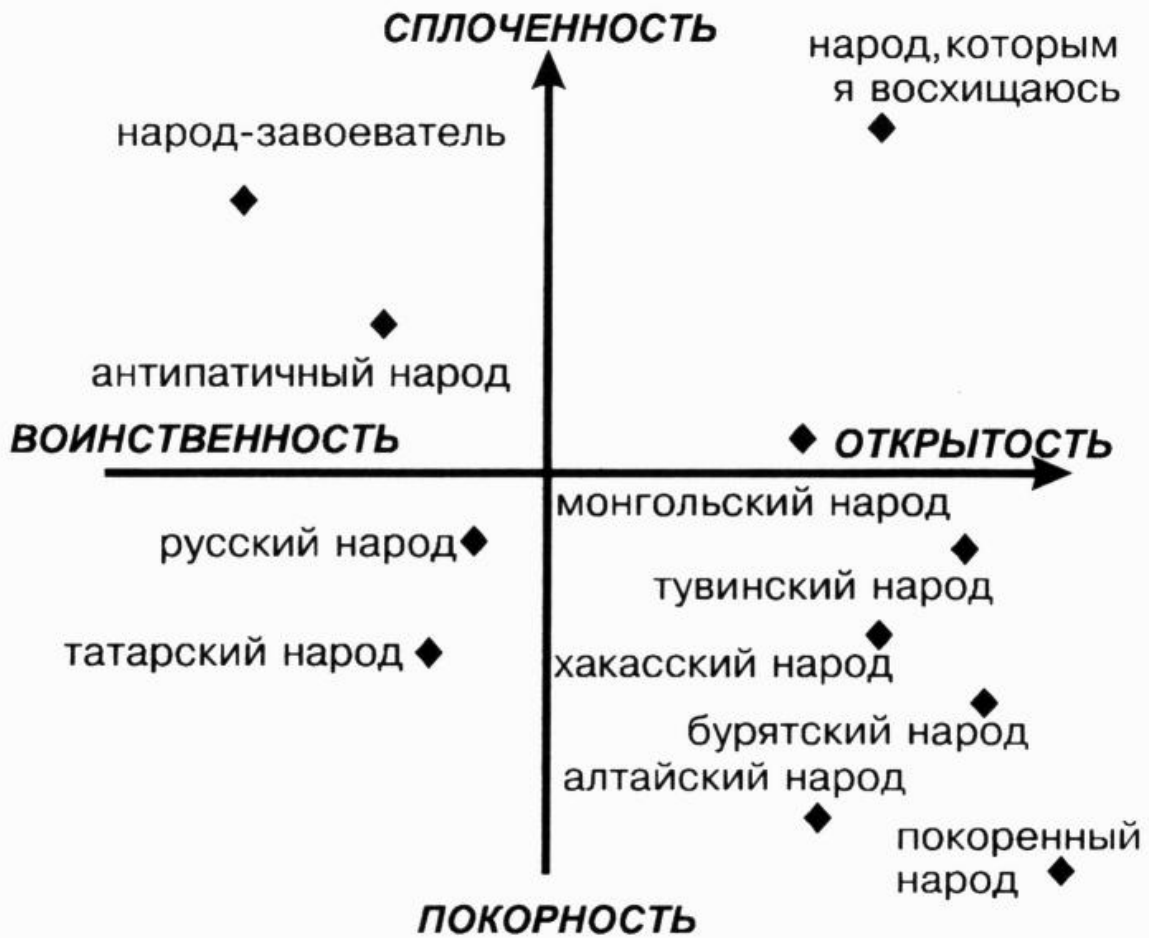 СПЛОЧЕННОСТЬ
народ, которым
я восхищаюсь
народ-завоеватель
антипатичный народ
ВОИНСТВЕННОСТЬ
ОТКРЫТОСТЬ
монгольский народ
русский народ
тувинский народ
татарский народ
хакасский народ
бурятский народ
алтайский народ
покоренный
народ
ПОКОРНОСТЬ